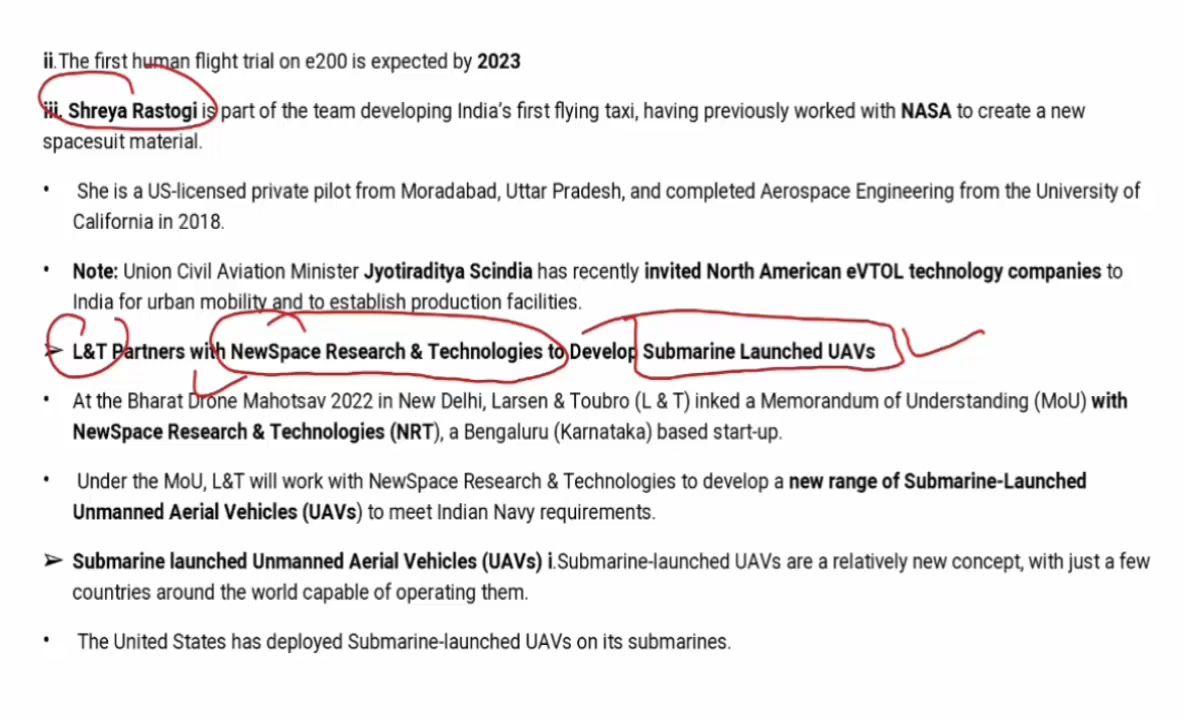 ii.The first human flight trial on e200 is expected by 2023
iii. Shreya Rastogi is part of the team developing India's first flying taxi, having previously worked with NASA to create a new
spacesuit material.
• She is a US-licensed private pilot from Moradabad, Uttar Pradesh, and completed Aerospace Engineering from the University of
California in 2018.
• Note: Union Civil Aviation Minister Jyotiraditya Scindia has recently invited North American eVTOL technology companies to
India for urban mobility and to establish production facilities.
➢ L&T Partners with NewSpace Research & Technologies to Develop Submarine Launched UAVs
• At the Bharat Drone Mahotsav 2022 in New Delhi, Larsen & Toubro (L & T) inked a Memorandum of Understanding (MoU) with
NewSpace Research & Technologies (NRT), a Bengaluru (Karnataka) based start-up.
• Under the MoU, L&T will work with NewSpace Research & Technologies to develop a new range of Submarine-Launched
Unmanned Aerial Vehicles (UAVs) to meet Indian Navy requirements.
➢ Submarine launched Unmanned Aerial Vehicles (UAVs) i.Submarine-launched UAVs are a relatively new concept, with just a few
countries around the world capable of operating them.
• The United States has deployed Submarine-launched UAVs on its submarines.